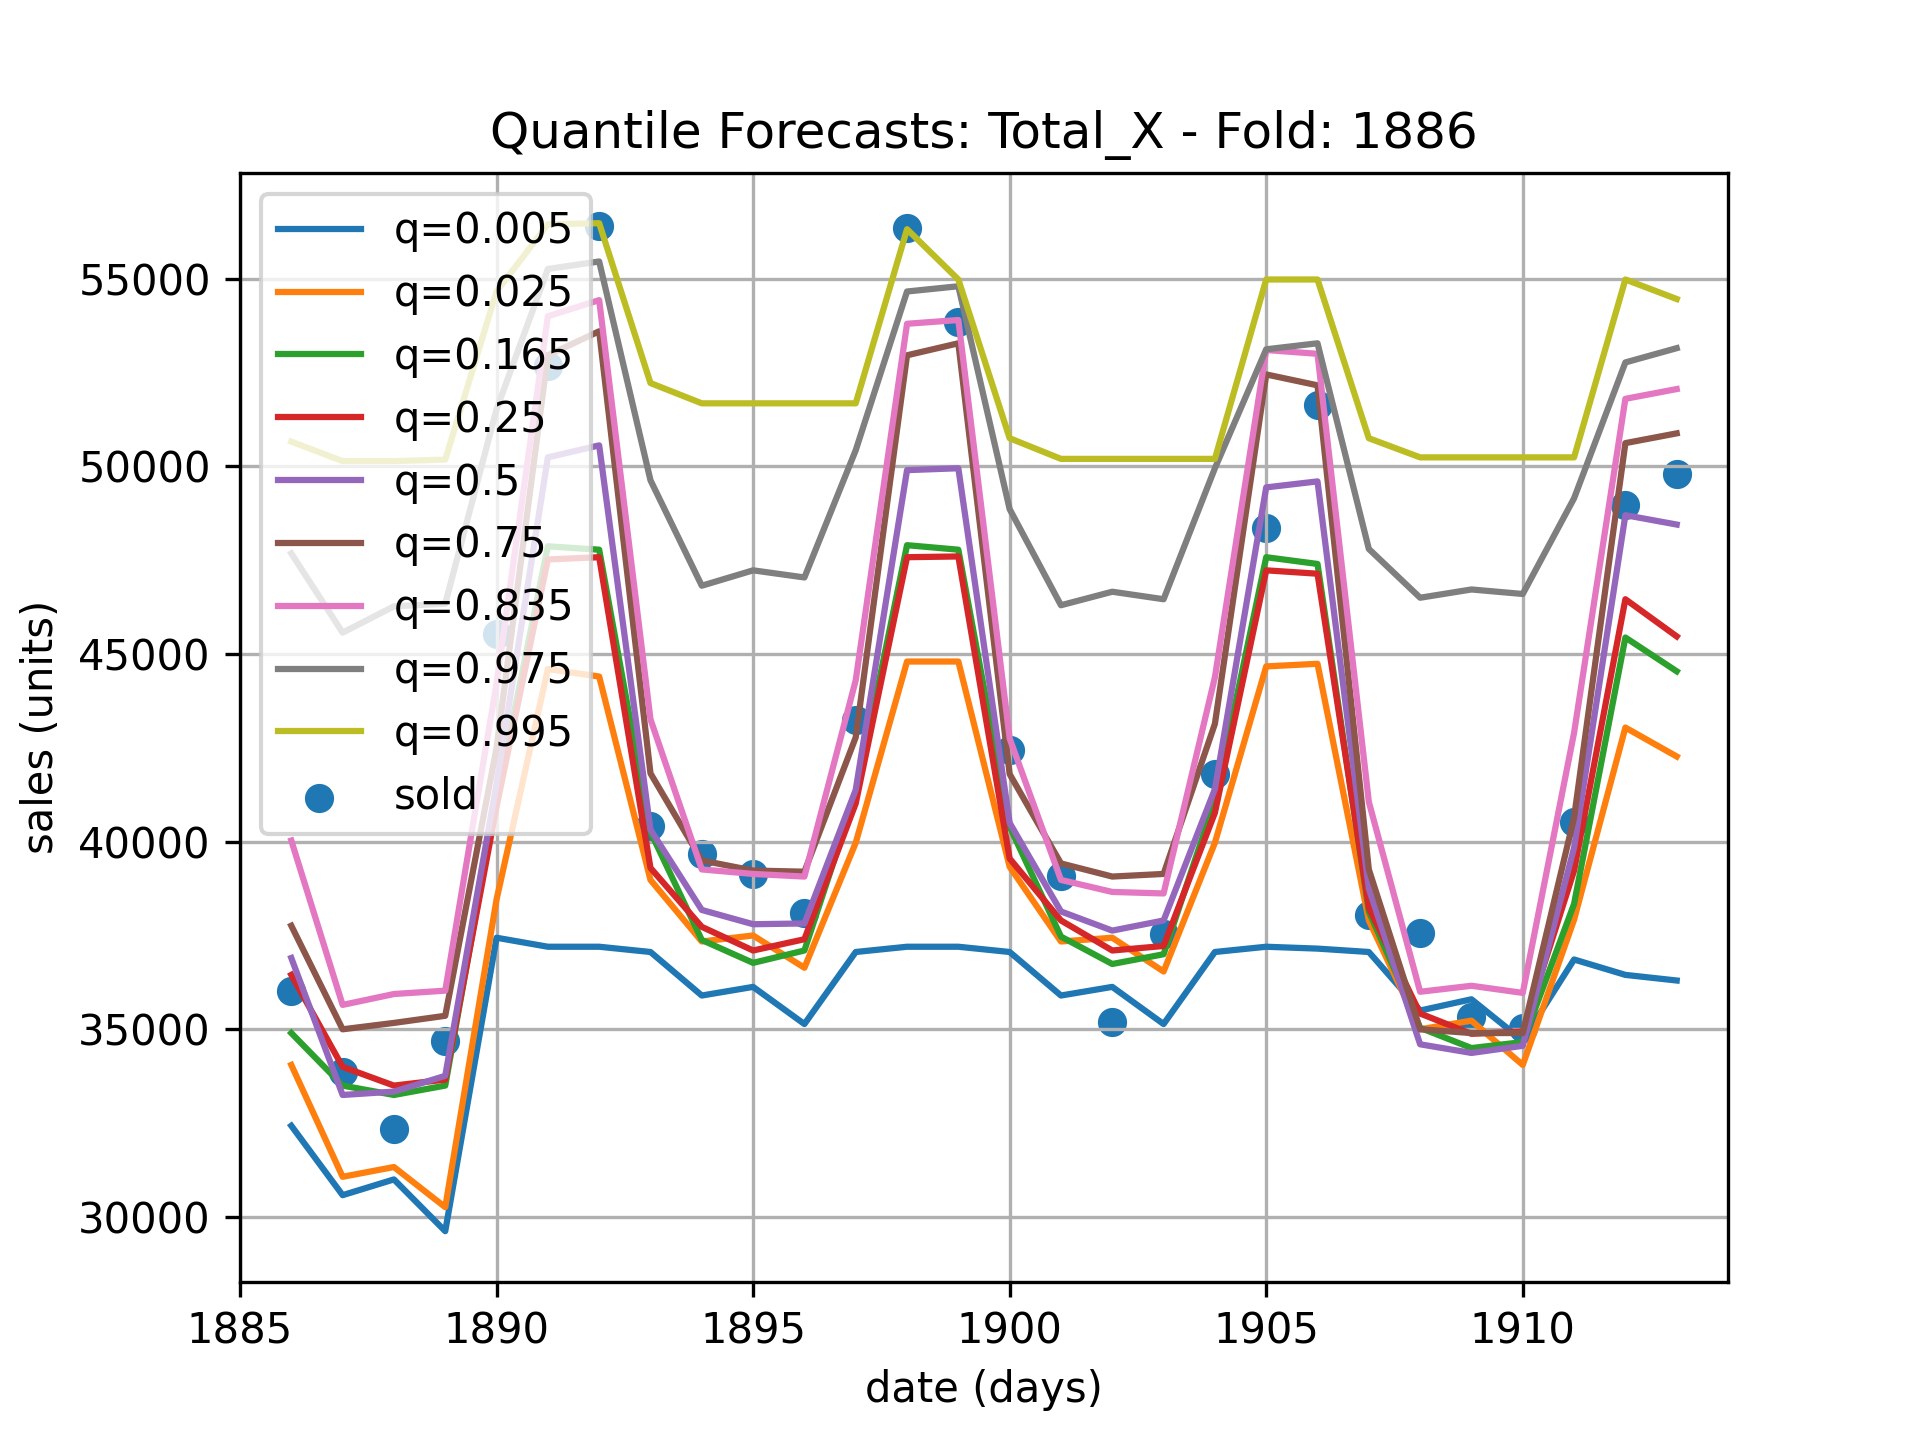 Quantile Forecasts: Total_X - Fold: 1886
q=0.005
q=0.025
q=0.165
q=0.25
q=0.5
q=0.75
q=0.835
q=0.975
q=0.995
sold
55000
50000
45000
40000
35000
30000
sales (units)
1885 1890 1895 1900 1905 1910
date (days)